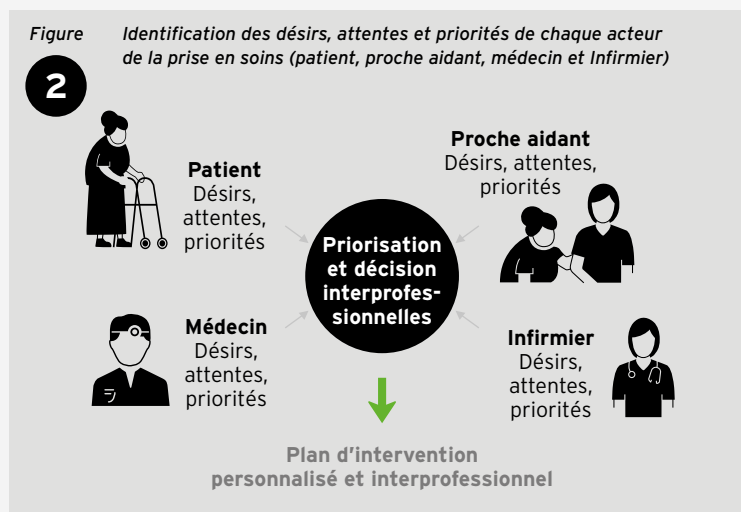 Figure
2
Identification des désirs, attentes et priorités de chaque acteur
de la prise en soins (patient, proche aidant, médecin et Infirmier)
Patient
Désirs,
attentes,
priorités
Proche aidant
Désirs, attentes,
priorités
Priorisation
et décision
interprofes-
sionnelles
Médecin
Désirs,
attentes,
priorités
Infirmier
Désirs,
attentes,
priorités
Plan d’intervention
personnalisé et interprofessionnel